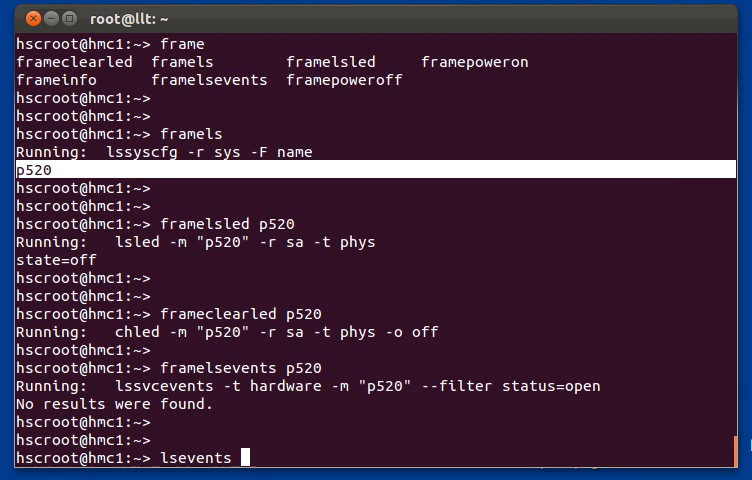 root@llt: ~
hscroot@hmc1:~> frame
frameclearled  framels        framelsled     framepoweron
frameinfo      framelsevents  framepoweroff
hscroot@hmc1:~>
hscroot@hmc1:~>
hscroot@hmc1:~> framels
Running:  lssyscfg -r sys -F name
p520
hscroot@hmc1:~>
hscroot@hmc1:~>
hscroot@hmc1:~> framelsled p520
Running:   lsled -m "p520" -r sa -t phys
state=off
hscroot@hmc1:~>
hscroot@hmc1:~>
hscroot@hmc1:~> frameclearled p520
Running:   chled -m "p520" -r sa -t phys -o off
hscroot@hmc1:~>
hscroot@hmc1:~> framelsevents p520
Running:   lssvcevents -t hardware -m "p520" --filter status=open
No results were found.
hscroot@hmc1:~>
hscroot@hmc1:~>
hscroot@hmc1:~> lsevents